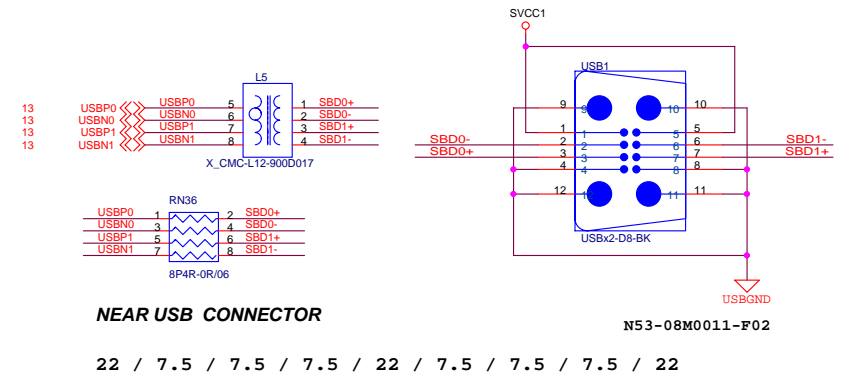 SVCC1
L5
13 USBP0 USBP0 5 1 SBD0+
13 USBN0 USBN0 6 2 SBD0-
13 USBP1 USBP1 7 3 SBD1+
13 USBN1 USBN1 8 4 SBD1-
X_CMC-L12-900D017
RN36
USBP0 1 2 SBD0+
USBN0 3 4 SBD0-
USBP1 5 6 SBD1+
USBN1 7 8 SBD1-
8P4R-0R/06
USB1
9 9 10 10
1 1 5 5
SBD0- 2 2 6 6 SBD1-
SBD0+ 3 3 7 7 SBD1+
4 4 8 8
12 12 11 11
USBx2-D8-BK
USBGND
NEAR USB CONNECTOR
N53-08M0011-F02
22 / 7.5 / 7.5 / 7.5 / 22 / 7.5 / 7.5 / 7.5 / 22